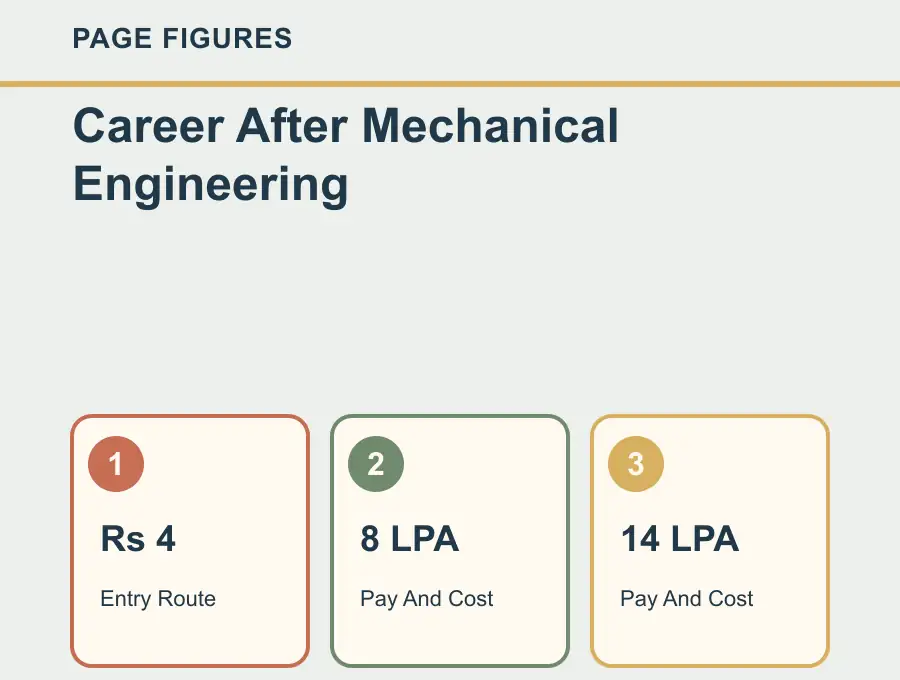 PAGE FIGURES
Career After Mechanical
Engineering
1
Rs 4
Entry Route
2
8 LPA
Pay And Cost
3
14 LPA
Pay And Cost